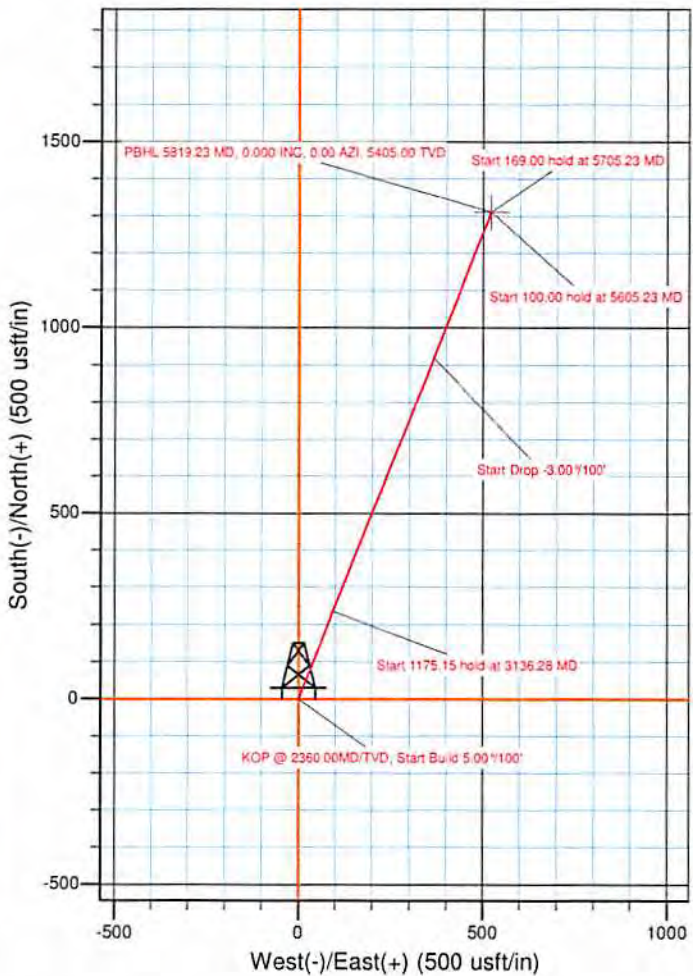 1500
PBHL 5819.23 MD, 0.000 INC, 0.00 AZI, 5405.00 TVD
Start 169.00 hold at 5705.23 MD
Start 100.00 hold at 5605.23 MD
1000
Start Drop -3.00°/100'
500
Start 1175.15 hold at 3136.28 MD
0
KOP @ 2360.00MD/TVD, Start Build 5.00°/100'
-500
South(-)/North(+) (500 usft/in)
-500 0 500 1000
West(-)/East(+) (500 usft/in)